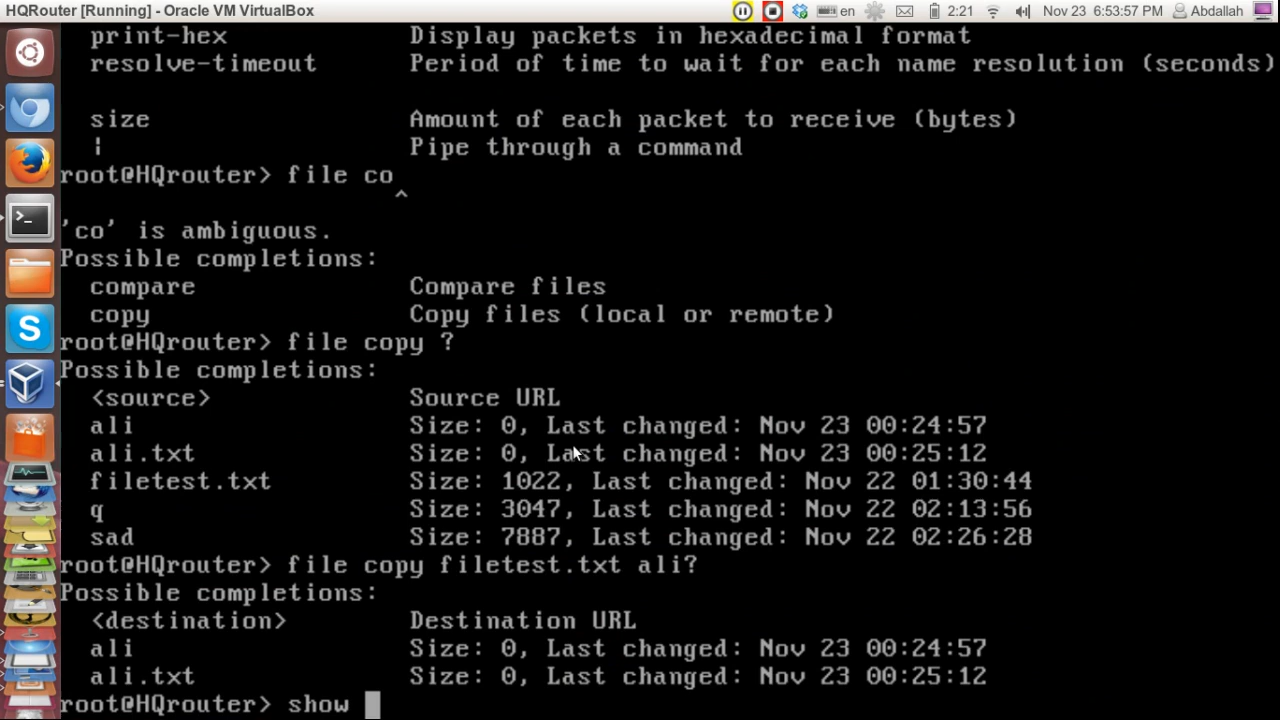 HQRouter [Running] - Oracle VM VirtualBox en 2:21 Nov 23 6:53:57 PM Abdallah
print-hex Display packets in hexadecimal format
resolve-timeout Period of time to wait for each name resolution (seconds)
size Amount of each packet to receive (bytes)
| Pipe through a command
root@HQrouter> file co
^
'co' is ambiguous.
Possible completions:
compare Compare files
copy Copy files (local or remote)
root@HQrouter> file copy ?
Possible completions:
<source> Source URL
ali Size: 0, Last changed: Nov 23 00:24:57
ali.txt Size: 0, Last changed: Nov 23 00:25:12
filetest.txt Size: 1022, Last changed: Nov 22 01:30:44
q Size: 3047, Last changed: Nov 22 02:13:56
sad Size: 7887, Last changed: Nov 22 02:26:28
root@HQrouter> file copy filetest.txt ali?
Possible completions:
<destination> Destination URL
ali Size: 0, Last changed: Nov 23 00:24:57
ali.txt Size: 0, Last changed: Nov 23 00:25:12
root@HQrouter> show